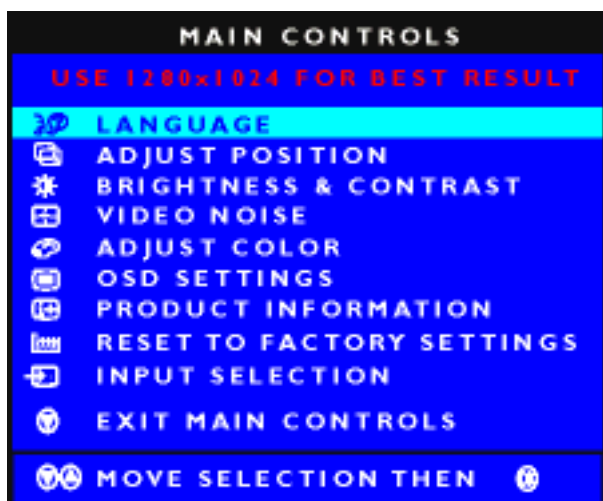 MAIN CONTROLS
USE 1280x1024 FOR BEST RESULT
LANGUAGE
ADJUST POSITION
BRIGHTNESS & CONTRAST
VIDEO NOISE
ADJUST COLOR
OSD SETTINGS
PRODUCT INFORMATION
RESET TO FACTORY SETTINGS
INPUT SELECTION
EXIT MAIN CONTROLS
MOVE SELECTION THEN